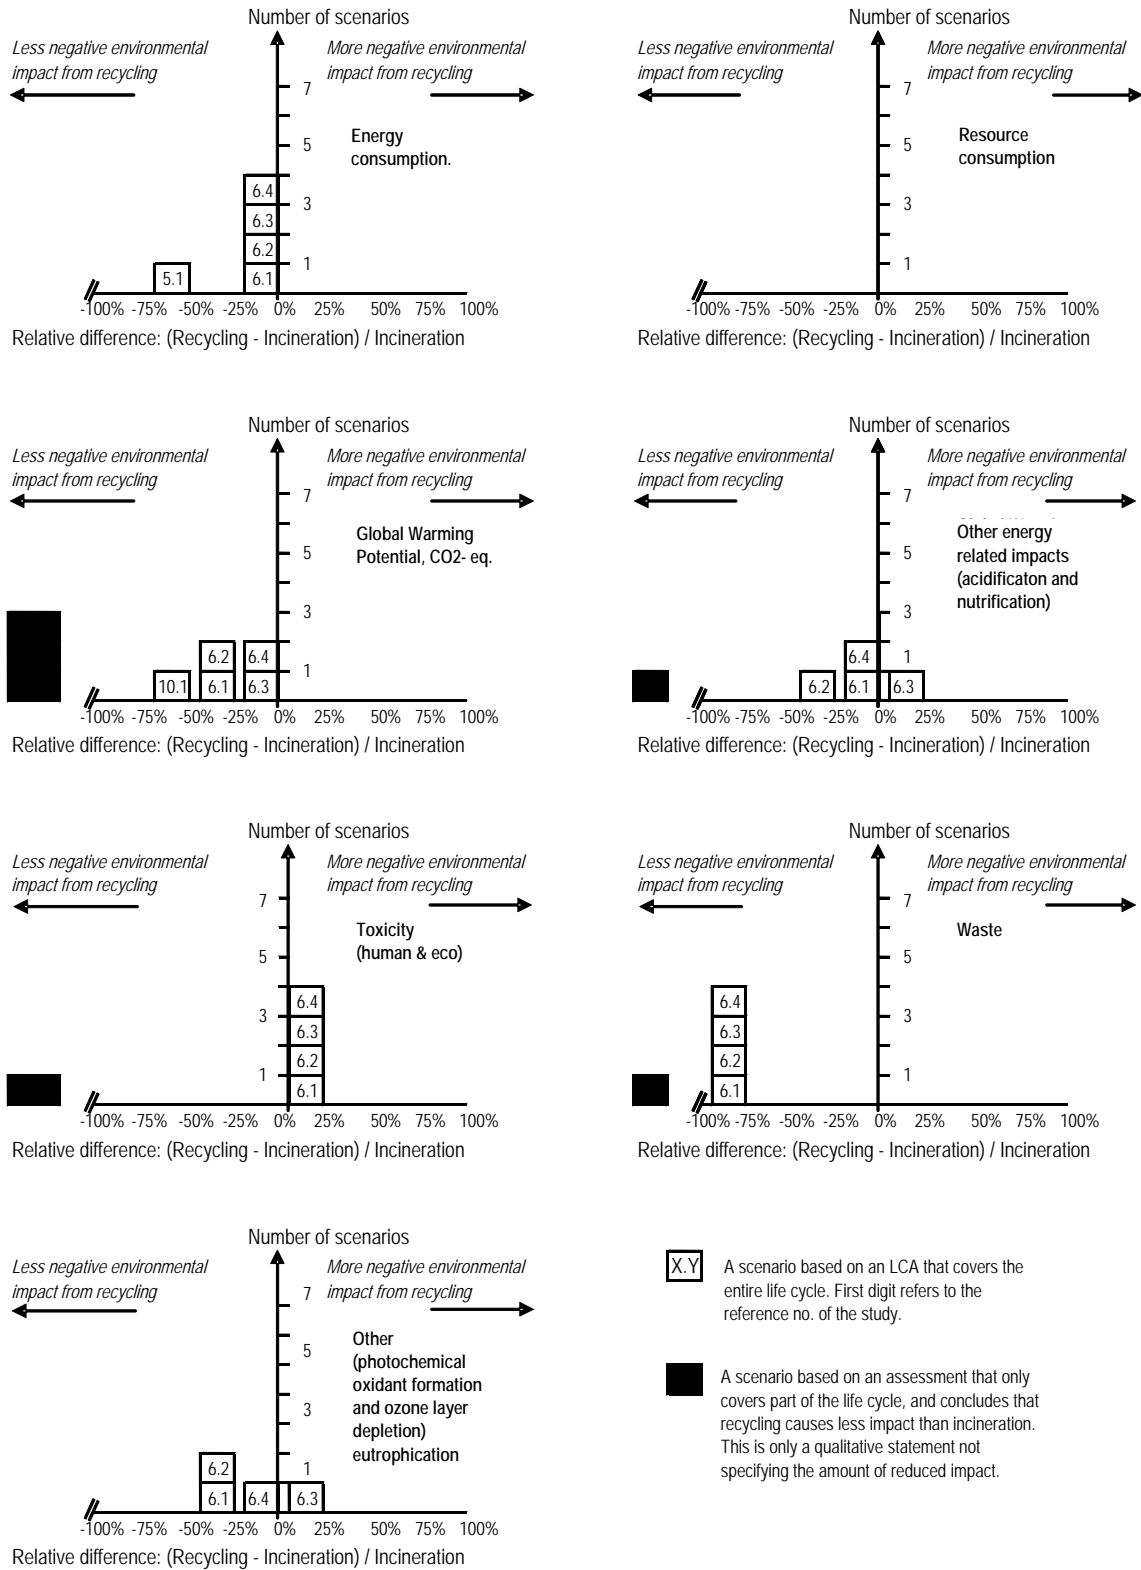 Number of scenarios
Less negative environmental
impact from recycling
More negative environmental
impact from recycling
7
Energy
consumption.
5
6.4
3
6.3
6.2
5.1
6.1
1
-100% -75% -50% -25% 0% 25% 50% 75% 100%
Relative difference: (Recycling - Incineration) / Incineration
Number of scenarios
Less negative environmental
impact from recycling
More negative environmental
impact from recycling
7
Resource
consumption
5
3
1
-100% -75% -50% -25% 0% 25% 50% 75% 100%
Relative difference: (Recycling - Incineration) / Incineration
Number of scenarios
Less negative environmental
impact from recycling
More negative environmental
impact from recycling
7
Global Warming
Potential, CO2- eq.
5
3
6.2 6.4
1
10.1 6.1 6.3
-100% -75% -50% -25% 0% 25% 50% 75% 100%
Relative difference: (Recycling - Incineration) / Incineration
Number of scenarios
Less negative environmental
impact from recycling
More negative environmental
impact from recycling
7
Other energy
related impacts
(acidificaton and
nutrification)
5
3
6.4 1
6.2 6.1 6.3
-100% -75% -50% -25% 0% 25% 50% 75% 100%
Relative difference: (Recycling - Incineration) / Incineration
Number of scenarios
Less negative environmental
impact from recycling
More negative environmental
impact from recycling
7
Toxicity
(human & eco)
5
6.4
3
6.3
6.2
1
6.1
-100% -75% -50% -25% 0% 25% 50% 75% 100%
Relative difference: (Recycling - Incineration) / Incineration
Number of scenarios
Less negative environmental
impact from recycling
More negative environmental
impact from recycling
7
Waste
5
6.4
3
6.3
6.2
1
6.1
-100% -75% -50% -25% 0% 25% 50% 75% 100%
Relative difference: (Recycling - Incineration) / Incineration
Number of scenarios
Less negative environmental
impact from recycling
More negative environmental
impact from recycling
7
Other
(photochemical
oxidant formation
and ozone layer
depletion)
eutrophication
5
3
6.2 1
6.1 6.4 6.3
-100% -75% -50% -25% 0% 25% 50% 75% 100%
Relative difference: (Recycling - Incineration) / Incineration
X.Y
A scenario based on an LCA that covers the
entire life cycle. First digit refers to the
reference no. of the study.
A scenario based on an assessment that only
covers part of the life cycle, and concludes that
recycling causes less impact than incineration.
This is only a qualitative statement not
specifying the amount of reduced impact.